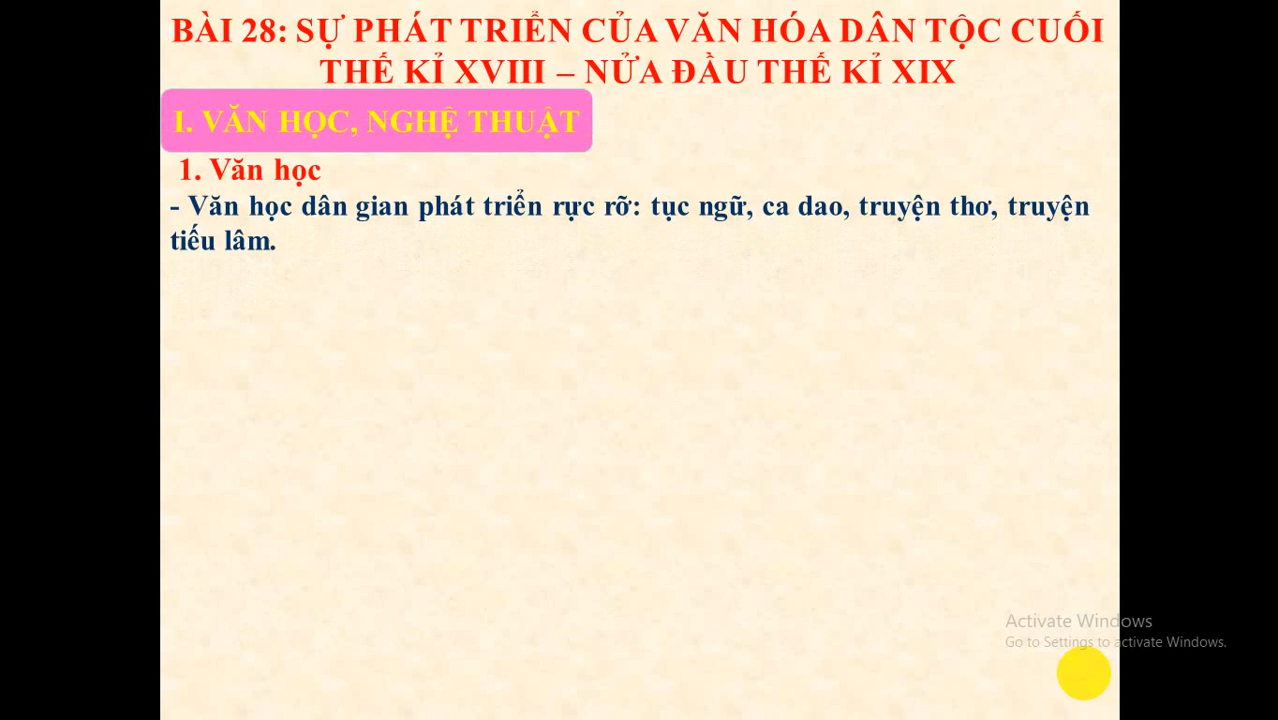 BÀI 28: SỰ PHÁT TRIỂN CỦA VĂN HÓA DÂN TỘC CUỐI
THẾ KỈ XVIII – NỬA ĐẦU THẾ KỈ XIX
I. VĂN HỌC, NGHỆ THUẬT
1. Văn học
- Văn học dân gian phát triển rực rỡ: tục ngữ, ca dao, truyện thơ, truyện
tiếu lâm.
Activate Windows
Go to Settings to activate Windows.